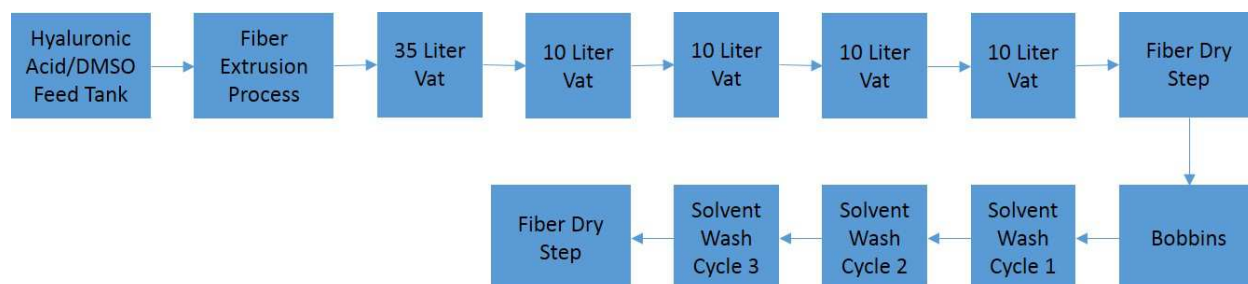 Hyaluronic
Acid/DMSO
Feed Tank
Fiber
Extrusion
Process
35 Liter
Vat
10 Liter
Vat
10 Liter
Vat
10 Liter
Vat
10 Liter
Vat
Fiber Dry
Step
Bobbins
Solvent
Wash
Cycle 1
Solvent
Wash
Cycle 2
Solvent
Wash
Cycle 3
Fiber Dry
Step